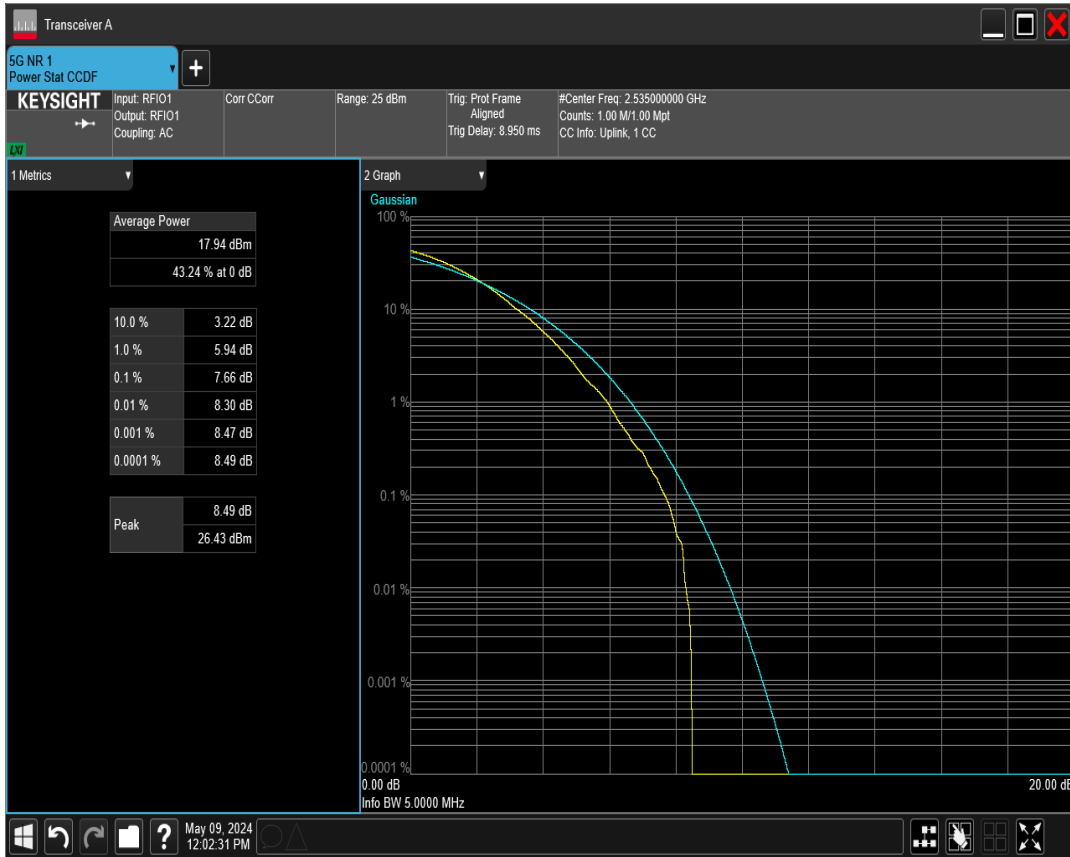 Transceiver A
5G NR 1
Power Stat CCDF
KEYSIGHT
LXI
Input: RFIO1
Output: RFIO1
Coupling: AC
Corr CCorr
Range: 25 dBm
Trig: Prot Frame
Aligned
Trig Delay: 8.950 ms
#Center Freq: 2.535000000 GHz
Counts: 1.00 M/1.00 Mpt
CC Info: Uplink, 1 CC
1 Metrics
Average Power
17.94 dBm
43.24 % at 0 dB
10.0 % 3.22 dB
1.0 % 5.94 dB
0.1 % 7.66 dB
0.01 % 8.30 dB
0.001 % 8.47 dB
0.0001 % 8.49 dB
Peak
8.49 dB
26.43 dBm
2 Graph
Gaussian
100 %
10 %
1 %
0.1 %
0.01 %
0.001 %
0.0001 %
0.00 dB 20.00 dB
Info BW 5.0000 MHz
?
May 09, 2024
12:02:31 PM